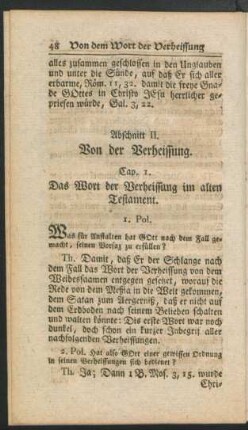 48 Von dem Wort der Verheissung
alles zusammen geschlossen in den Unglauben
und unter die Sünde, auf daß Er sich aller
erbarme, Röm. 11, 32. damit die freye Gna-
de GOttes in Christo JEsu herrlicher ge-
priesen würde, Gal. 3, 22.
Abschnitt II.
Von der Verheissung.
Cap. 1.
Das Wort der Verheissung im alten
Testament.
1. Pol.
Was für Anstalten hat GOtt nach dem Fall ge-
macht, seinen Vorsaz zu erfüllen?
Th. Damit, daß Er der Schlange nach
dem Fall das Wort der Verheissung von dem
Weibessaamen entgegen gesezet, worauf die
Rede von dem Messia in die Welt gekommen,
dem Satan zum Aergerniß, daß er nicht auf
dem Erdboden nach seinem Belieben schalten
und walten könnte: Dis erste Wort war noch
dunkel, doch schon ein kurzer Inbegrif aller
nachfolgenden Verheissungen.
2. Pol. Hat also GOtt einer gewissen Ordnung
in seinen Verheissungen sich bedienet?
Th. Ja; Dann 1 B. Mos. 3, 15. wurde
Chri-